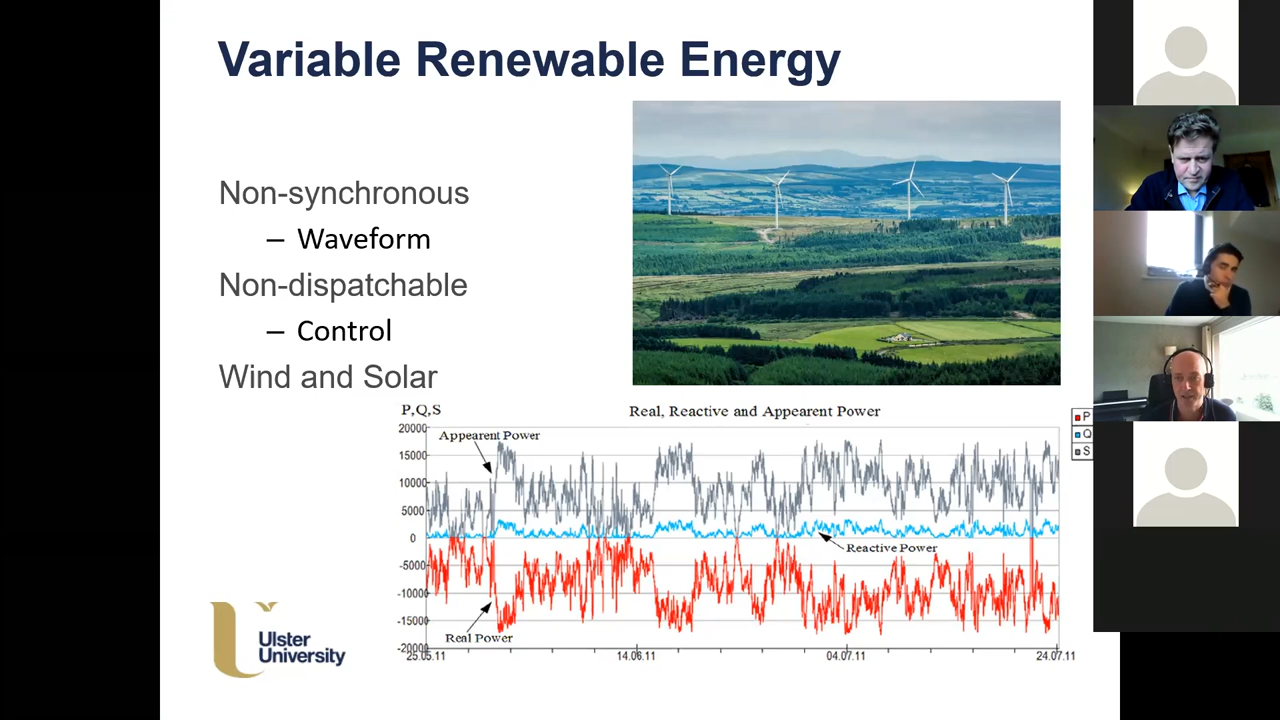 Variable Renewable Energy
Non-synchronous
– Waveform
Non-dispatchable
– Control
Wind and Solar
P,Q,S
Real, Reactive and Appearent Power
P
Q
S
20000
15000
10000
5000
0
-5000
-10000
-15000
-20000
Appearent Power
Reactive Power
Real Power
25.05.11
14.06.11
04.07.11
24.07.11
Ulster
University